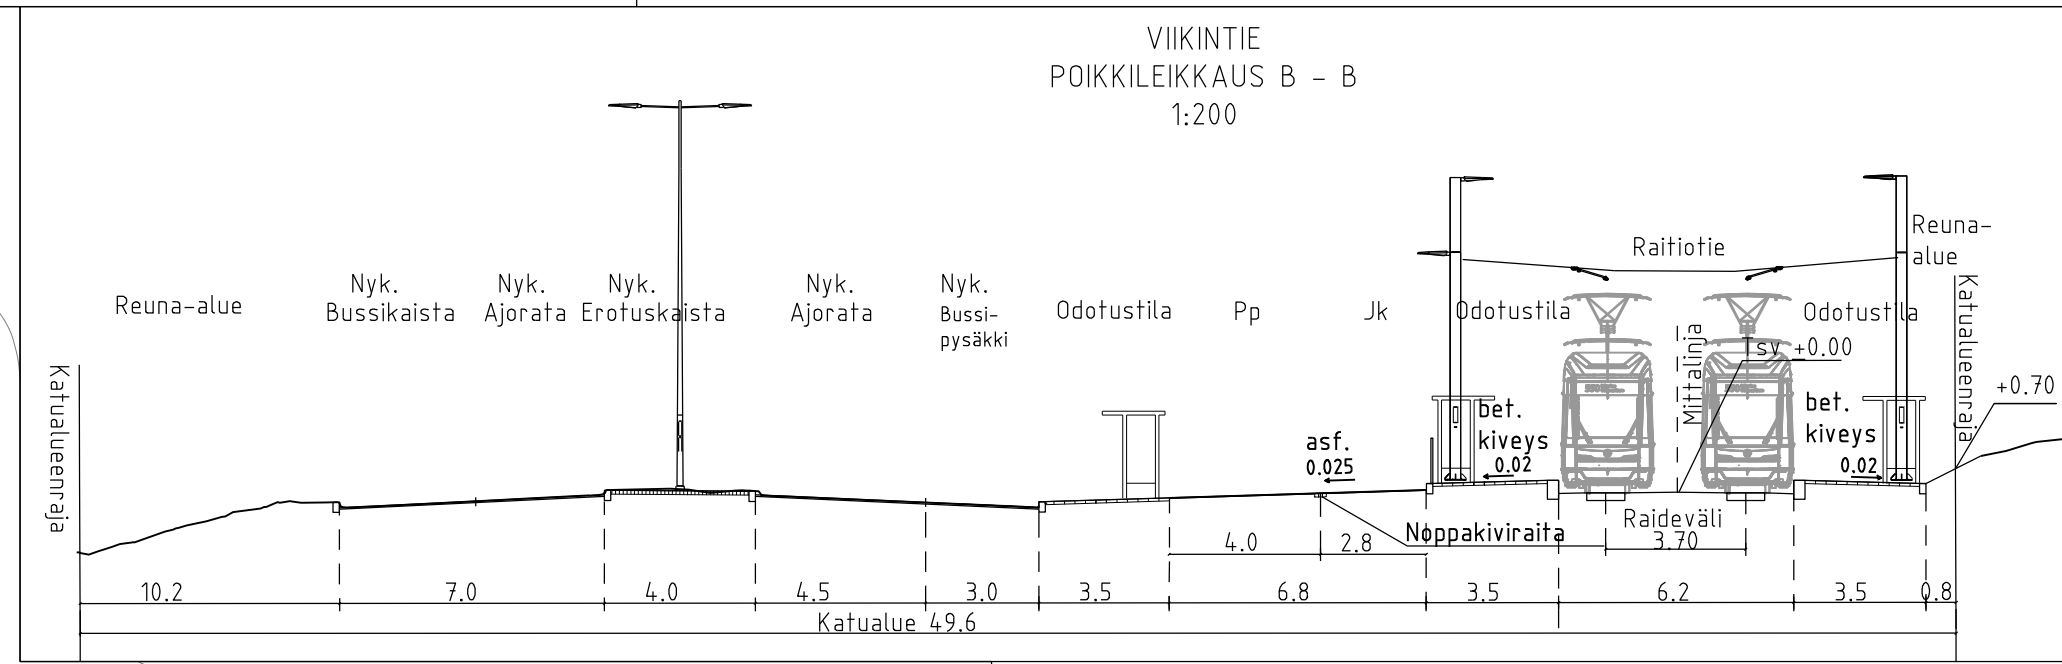 VIIKINTIE
POIKKILEIKKAUS B - B
1:200
Reuna-alue
Nyk.
Bussikaista
Nyk.
Ajorata
Nyk.
Erotuskaista
Nyk.
Ajorata
Nyk.
Bussi-
pysäkki
Odotustila
Pp
Jk
Odotustila
Raitiotie
Odotustila
Reuna-
alue
Katualueenraja
Katualueenraja
Mittalinja
Tsv +0.00
+0.70
asf.
0.025
bet.
kiveys
0.02
bet.
kiveys
0.02
Noppakiviraita
Raideväli
3.70
4.0
2.8
10.2
7.0
4.0
4.5
3.0
3.5
6.8
3.5
6.2
3.5
0.8
Katualue 49.6